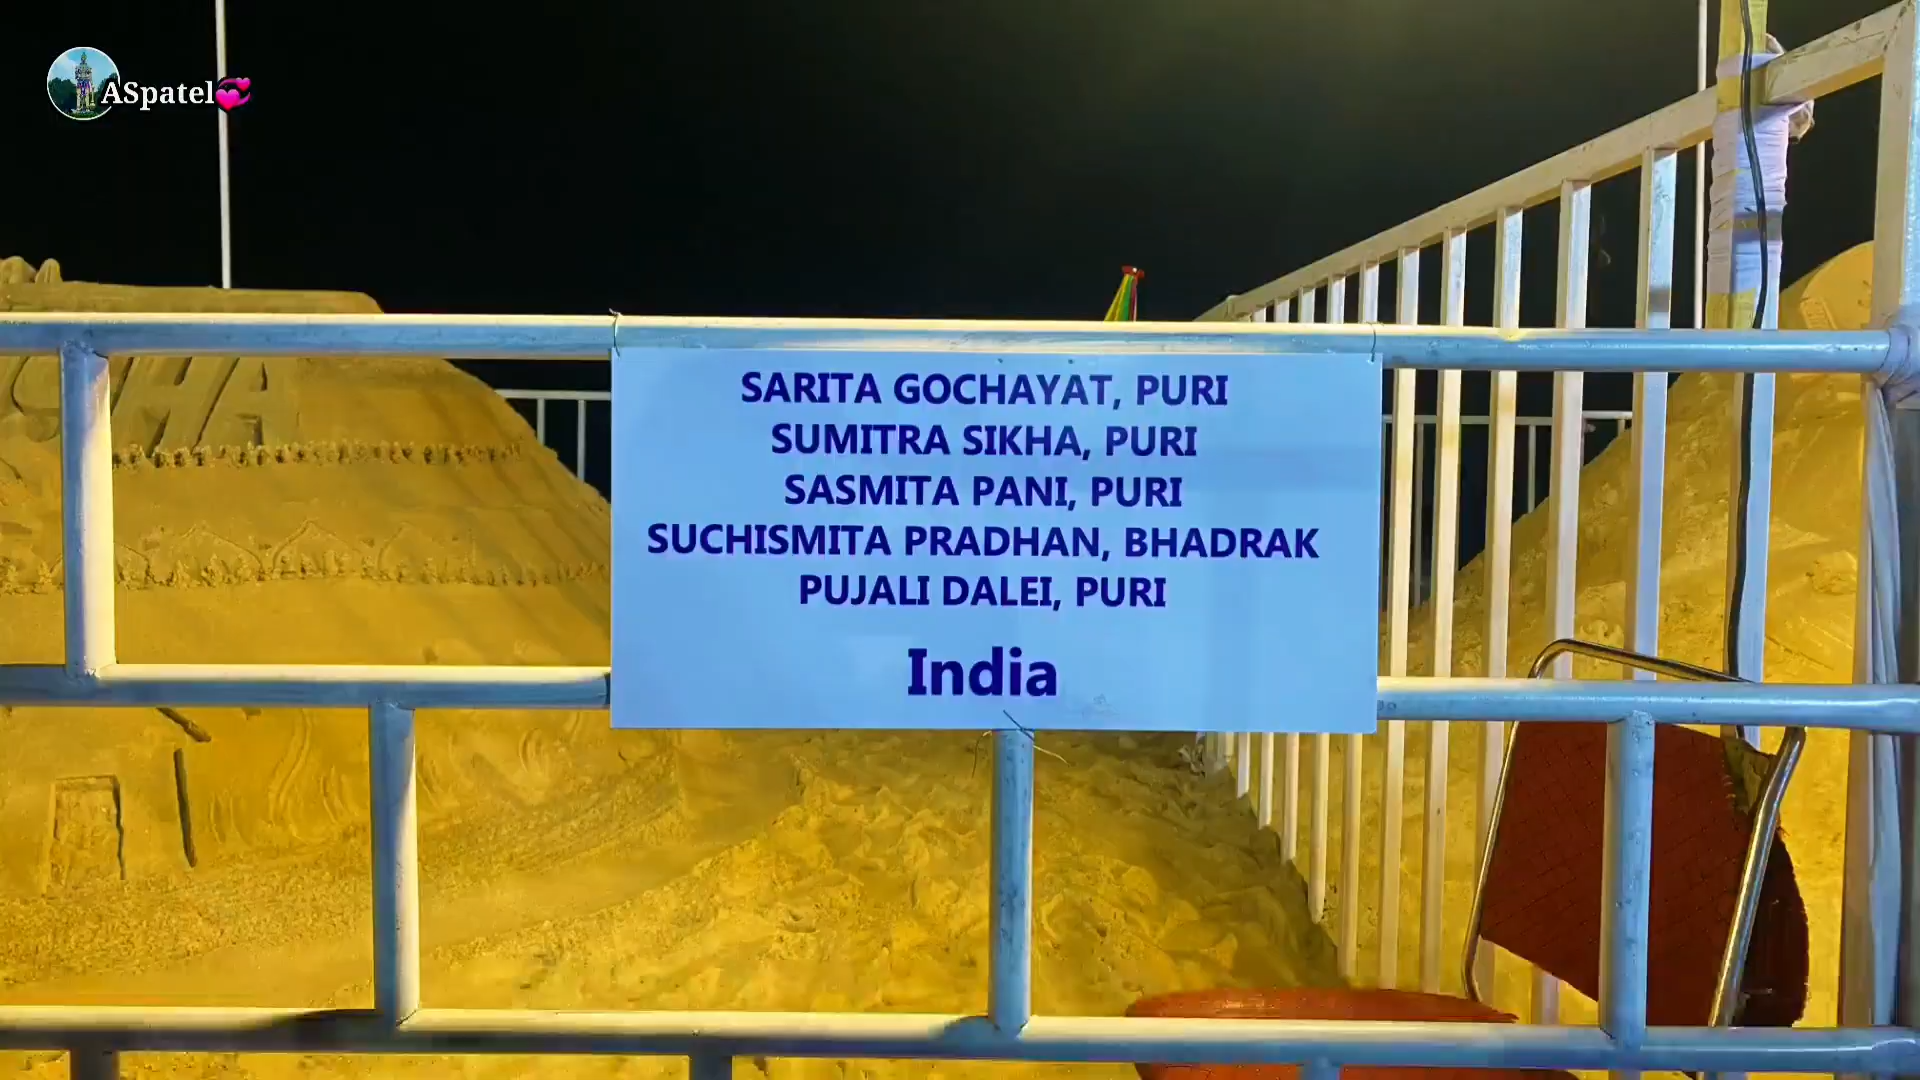 ASpatel💞
SARITA GOCHAYAT, PURI
SUMITRA SIKHA, PURI
SASMITA PANI, PURI
SUCHISMITA PRADHAN, BHADRAK
PUJALI DALEI, PURI
India